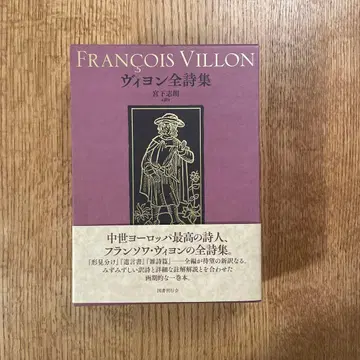 FRANÇOIS VILLON
ヴィヨン全詩集
宮下志朗
中世ヨーロッパ最高の詩人、
フランソワ・ヴィヨンの全詩集。
『形見分け』『遺言書』『雑詩篇』——全編が待望の新訳なる。
みずみずしい訳詩と詳細な註解解説とを合わせた
画期的な一巻本。
国書刊行会